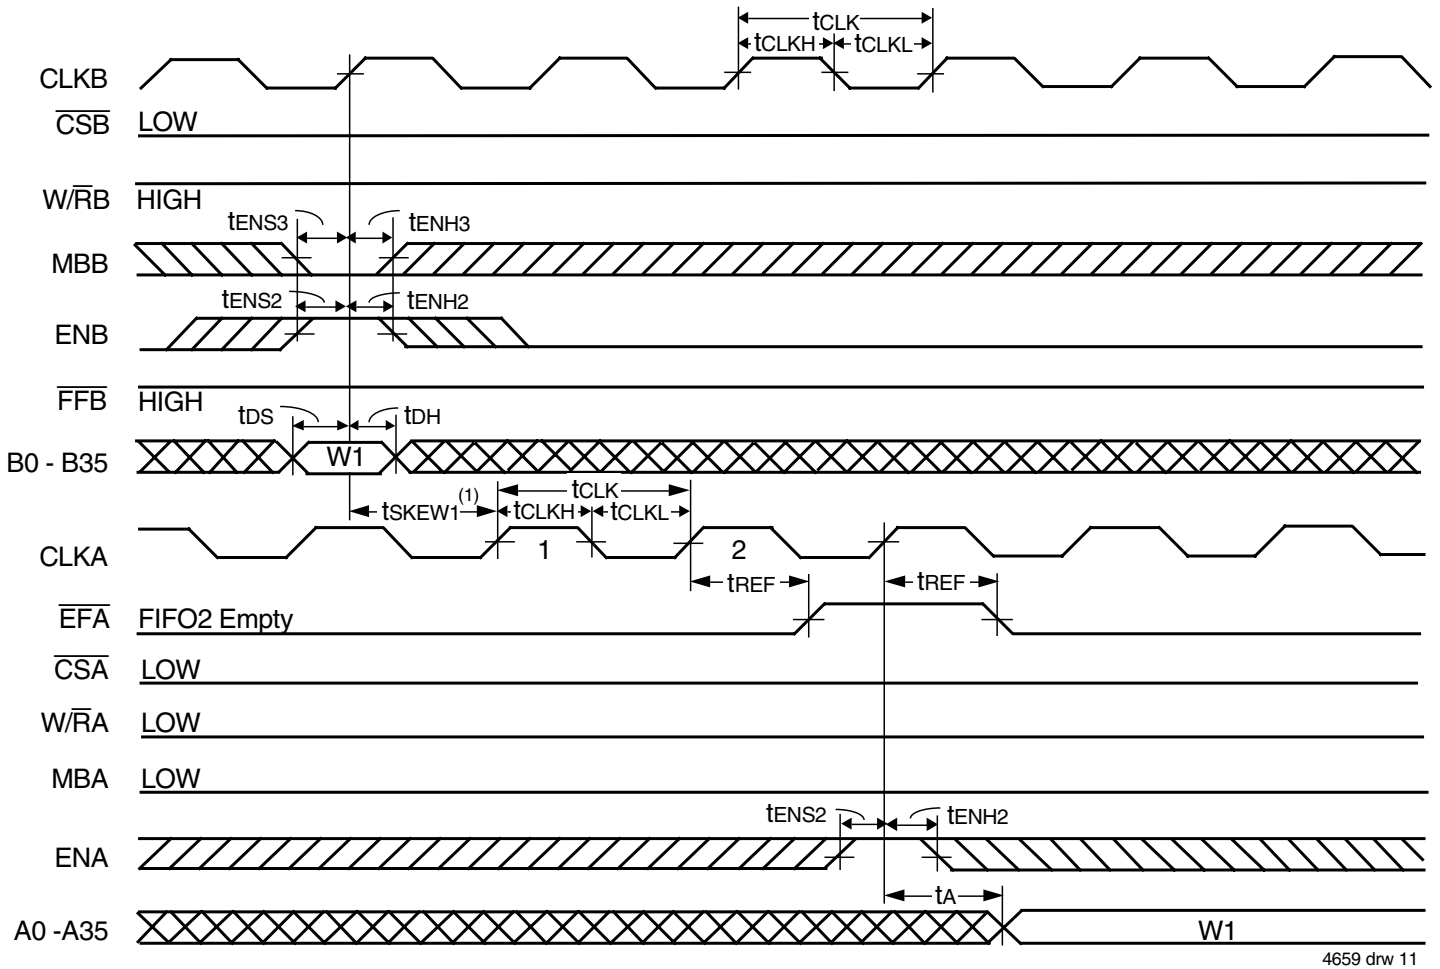 tCLK
tCLKH tCLKL
CLKB
CSB LOW
W/RB HIGH
tENS3 tENH3
MBB
tENS2 tENH2
ENB
FFB HIGH
tDS tDH
B0 - B35 W1
tSKEW1(1) tCLK
tCLKH tCLKL
CLKA 1 2
tREF tREF
EFA FIFO2 Empty
CSA LOW
W/RA LOW
MBA LOW
tENS2 tENH2
ENA
tA
A0 -A35 W1
4659 drw 11